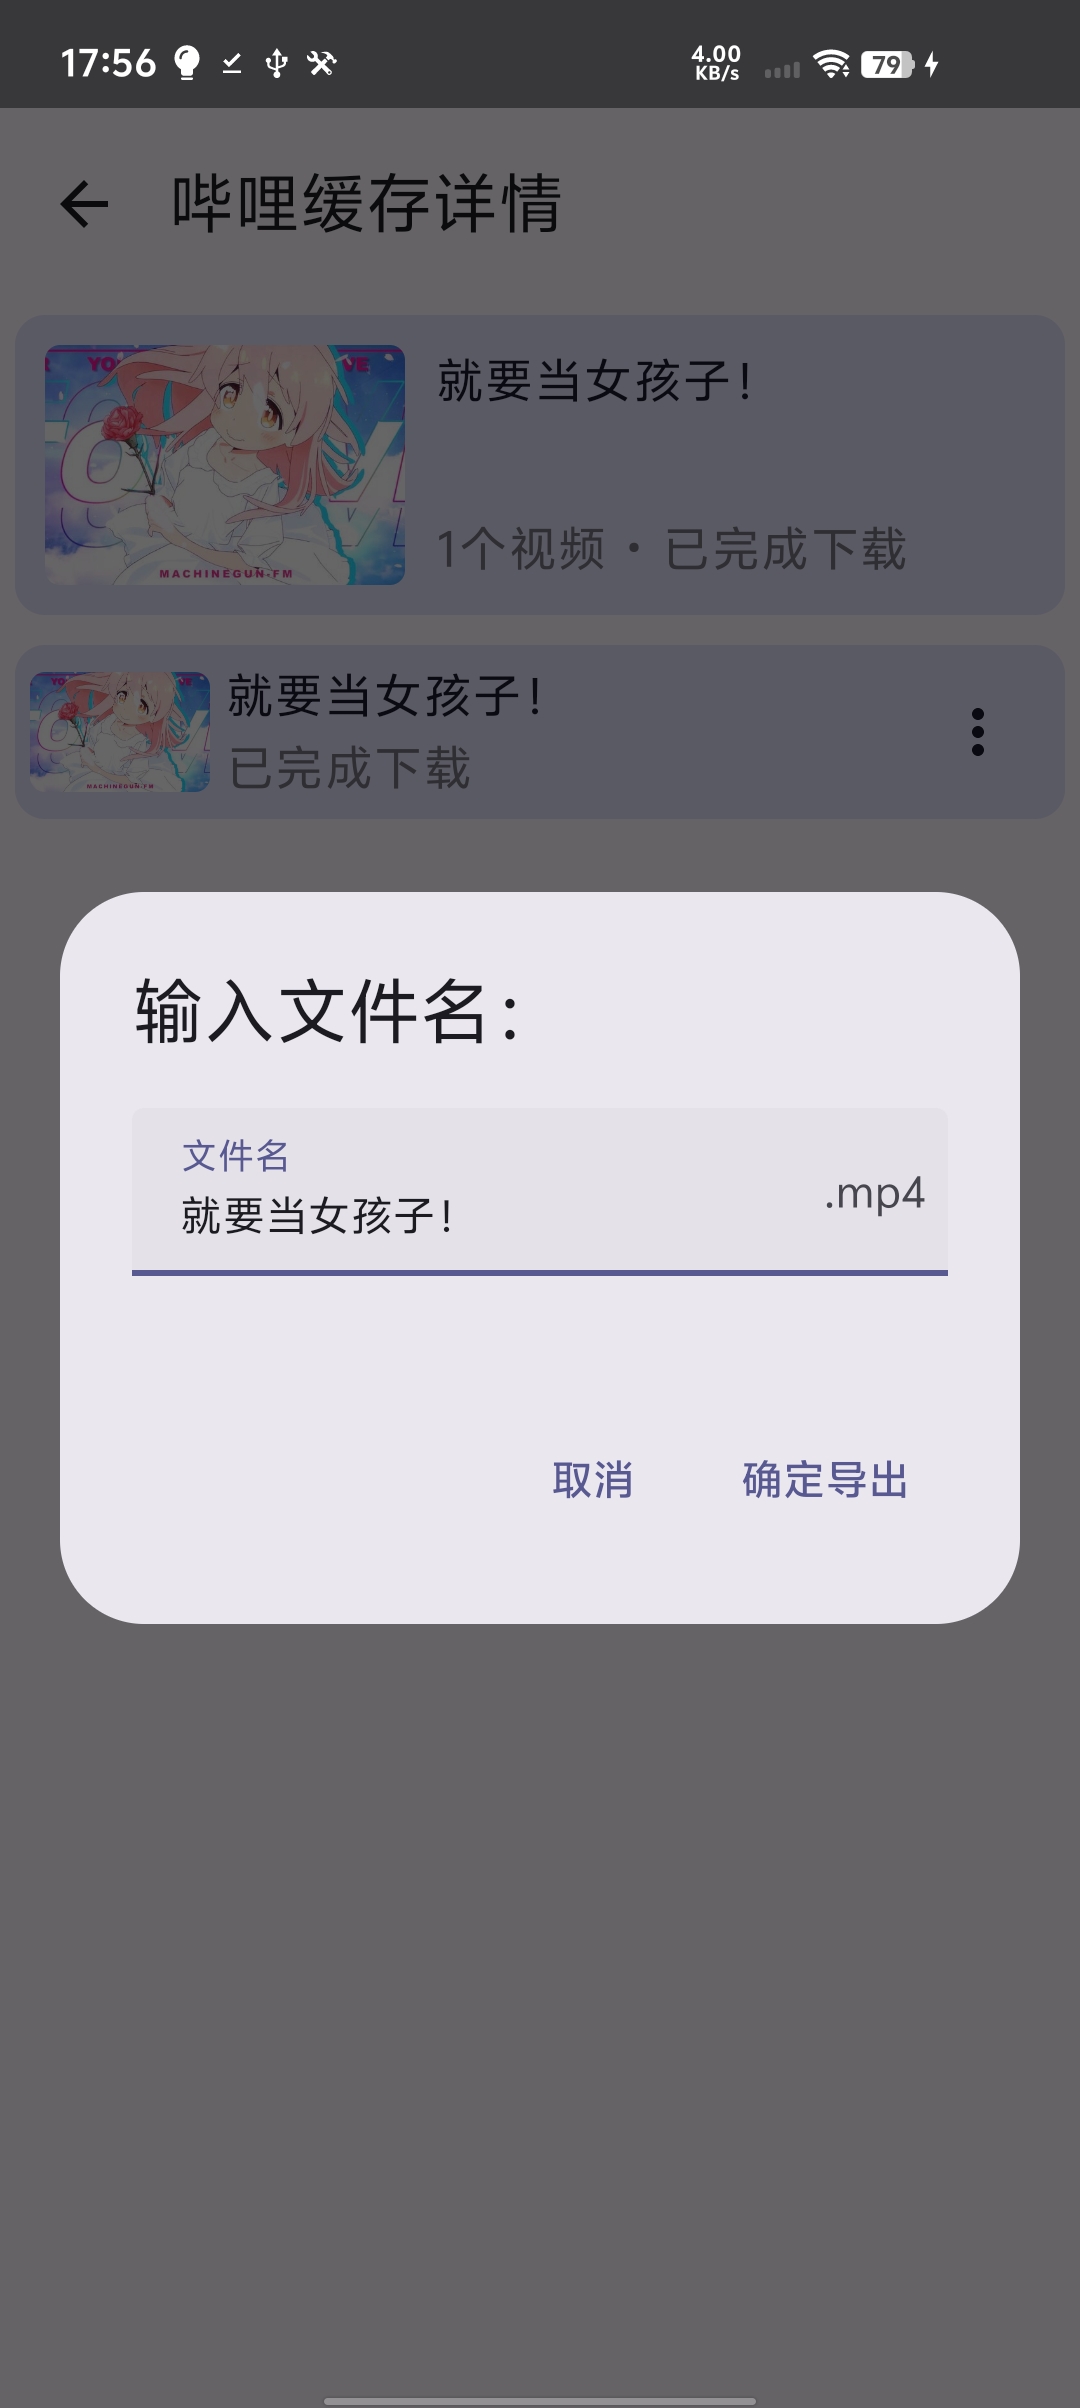 17:56
4.00
KB/s
79
哔哩缓存详情
YO
VE
MACHINEGUN-FM
就要当女孩子!
1个视频 · 已完成下载
MACHINEGUN-FM
就要当女孩子!
已完成下载
输入文件名:
文件名
就要当女孩子!
.mp4
取消
确定导出